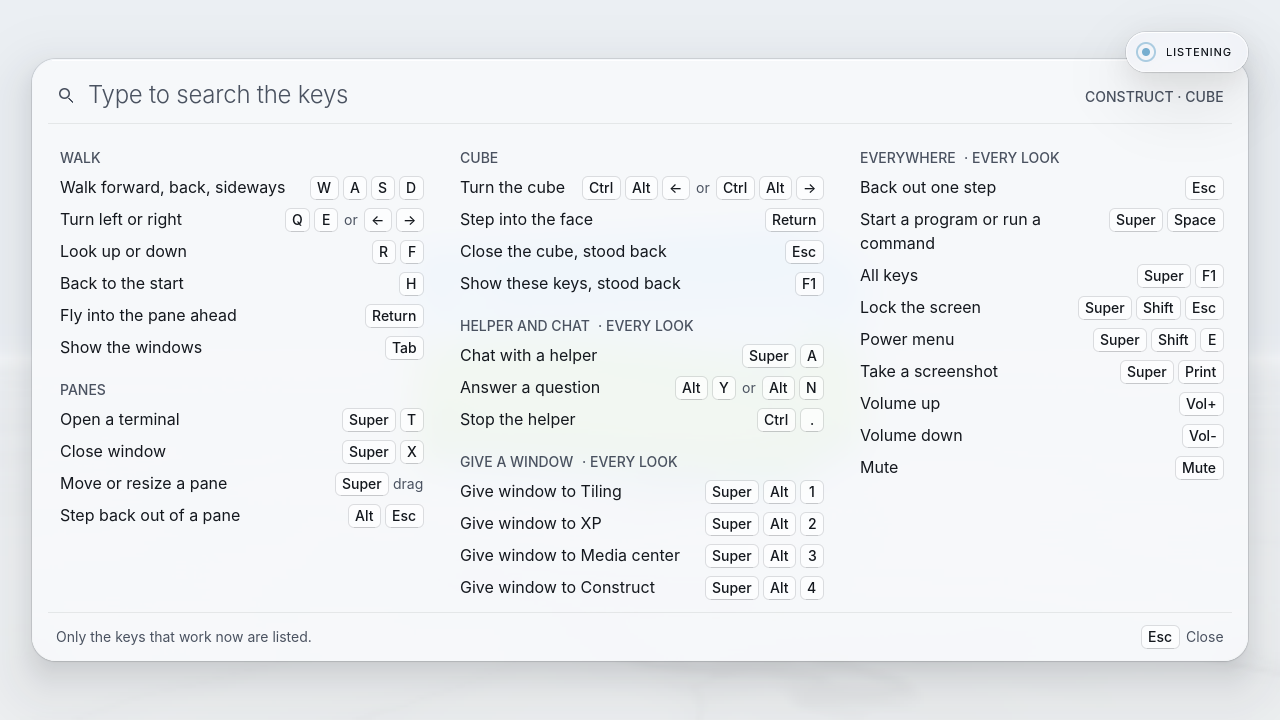 LISTENING
Type to search the keys
CONSTRUCT · CUBE
WALK
Walk forward, back, sideways W A S D
Turn left or right Q E or ← →
Look up or down R F
Back to the start H
Fly into the pane ahead Return
Show the windows Tab
PANES
Open a terminal Super T
Close window Super X
Move or resize a pane Super drag
Step back out of a pane Alt Esc
CUBE
Turn the cube Ctrl Alt ← or Ctrl Alt →
Step into the face Return
Close the cube, stood back Esc
Show these keys, stood back F1
HELPER AND CHAT · EVERY LOOK
Chat with a helper Super A
Answer a question Alt Y or Alt N
Stop the helper Ctrl .
GIVE A WINDOW · EVERY LOOK
Give window to Tiling Super Alt 1
Give window to XP Super Alt 2
Give window to Media center Super Alt 3
Give window to Construct Super Alt 4
EVERYWHERE · EVERY LOOK
Back out one step Esc
Start a program or run a Super Space
command
All keys Super F1
Lock the screen Super Shift Esc
Power menu Super Shift E
Take a screenshot Super Print
Volume up Vol+
Volume down Vol-
Mute Mute
Only the keys that work now are listed.
Esc Close